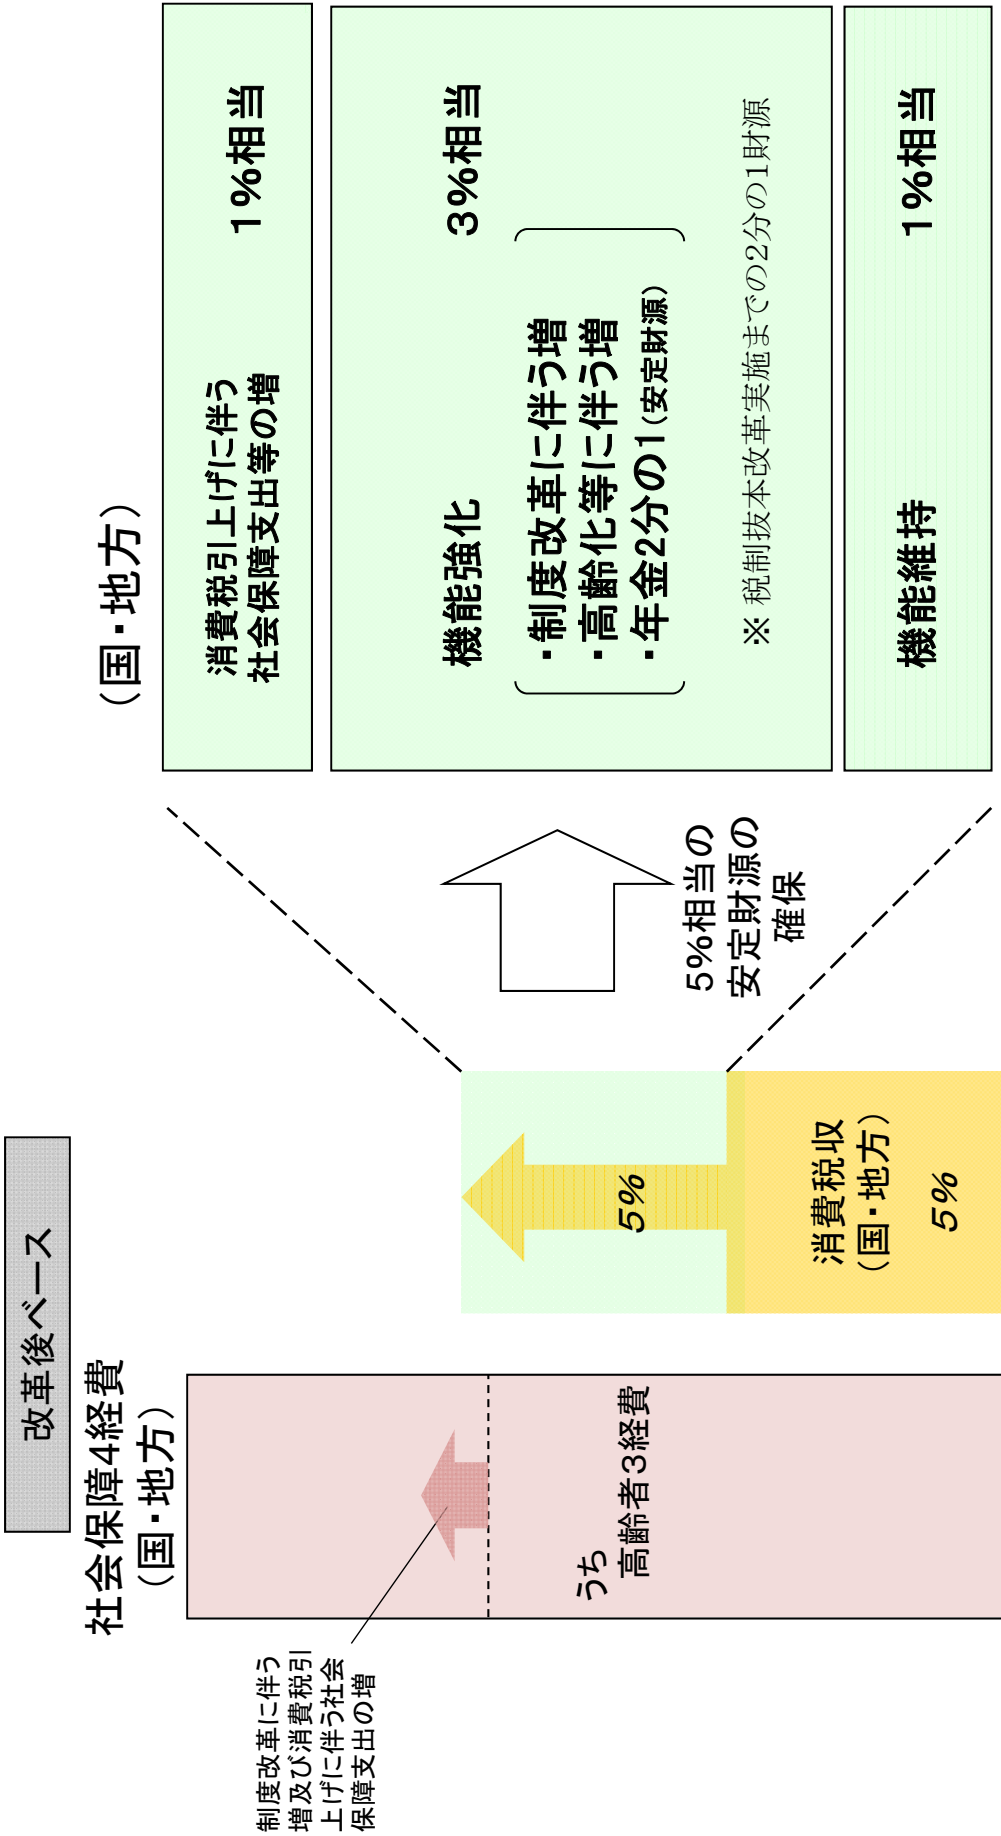 改革後ベース
社会保障4経費
（国・地方）
制度改革に伴う
増及び消費税引
上げに伴う社会
保障支出の増
うち
高齢者3経費
5%
消費税収
（国・地方）
5%
5%相当の
安定財源の
確保
（国・地方）
消費税引上げに伴う
社会保障支出等の増
1%相当
機能強化
3%相当
・制度改革に伴う増
・高齢化等に伴う増
・年金2分の1（安定財源）
※ 税制抜本改革実施までの2分の1財源
機能維持
1%相当